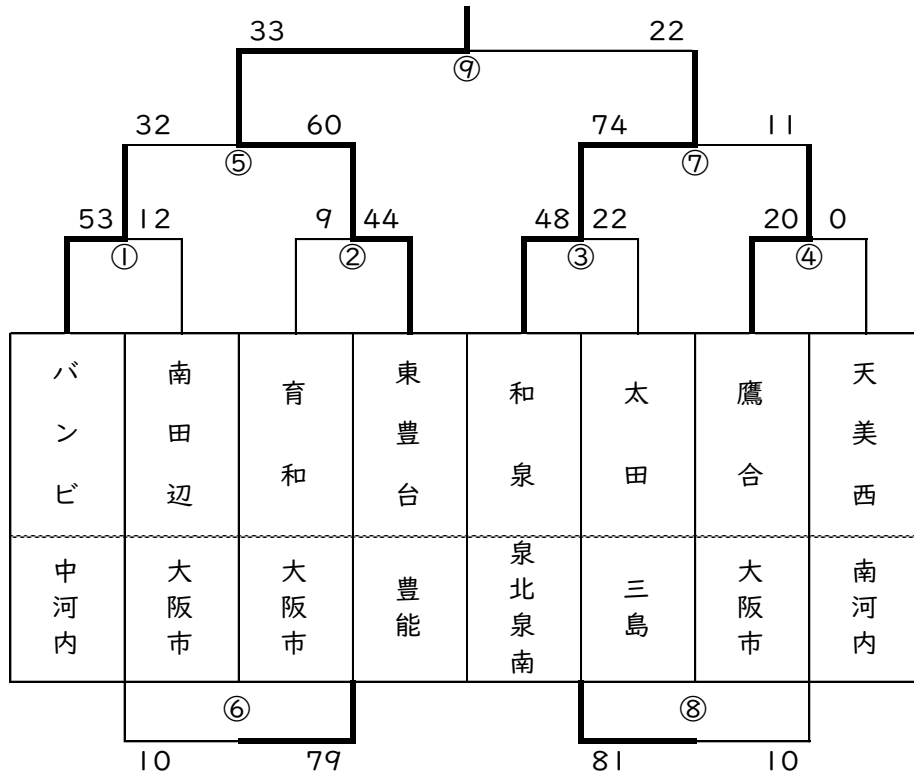 33 22
⑨
32 60 74 11
⑤ ⑦
53 12 9 44 48 22 20 0
① ② ③ ④
バンビ 南田辺 育和 東豊台 和泉 太田 鷹合 天美西
中河内 大阪市 大阪市 豊能 泉北泉南 三島 大阪市 南河内
⑥ ⑧
10 79 81 10